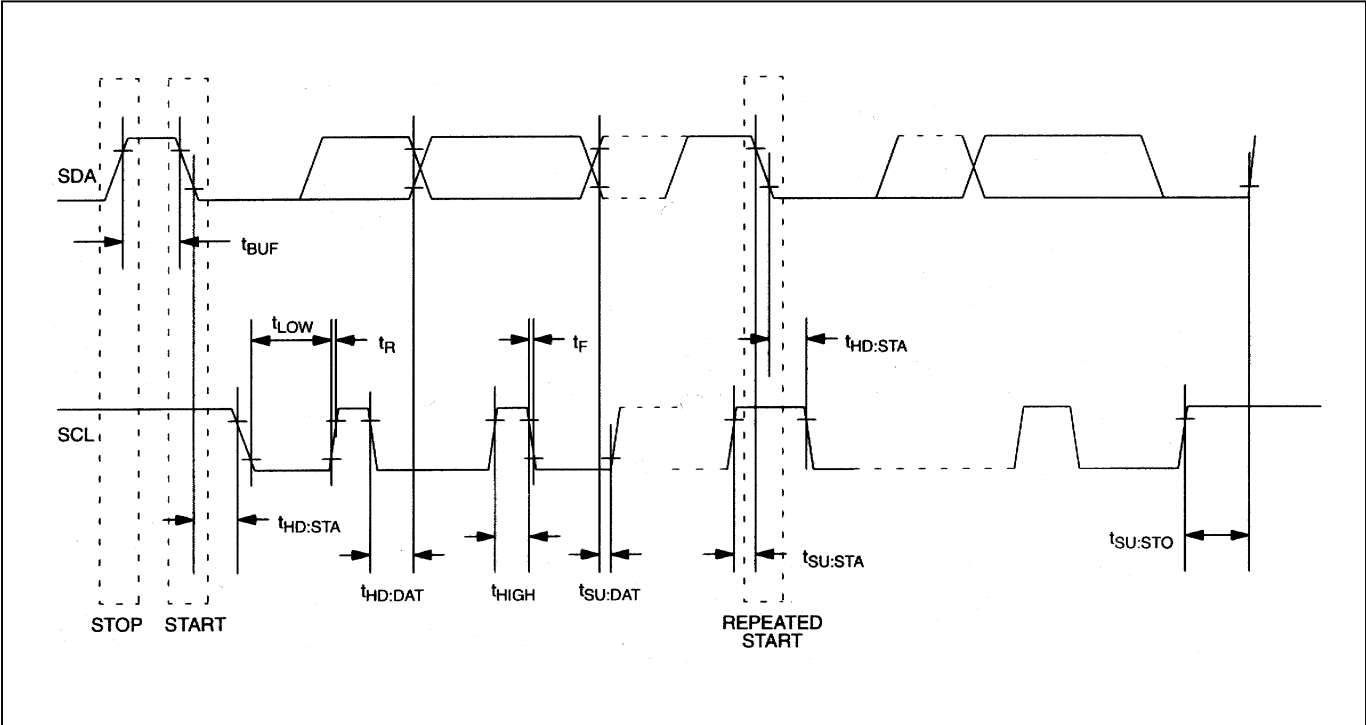 SDA
tBUF
tLOW
tR
tF
tHD:STA
SCL
tHD:STA
tHD:DAT
tHIGH
tSU:DAT
tSU:STA
tSU:STO
STOP
START
REPEATED
START